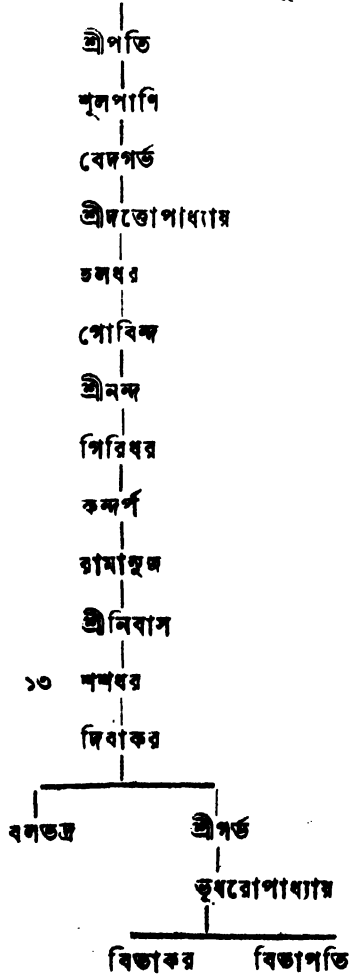 শ্রীপতি
শূলপাণি
বেদগর্ভ
শ্রীদত্তোপাধ্যায়
হলধর
গোবিন্দ
শ্রীনন্দ
গিরিধর
কন্দর্প
রামানুজ
শ্রীনিবাস
১৩ শশধর
দিবাকর
বলভদ্র শ্রীগর্ভ
ভূধরোপাধ্যায়
বিভাকর বিভাপতি